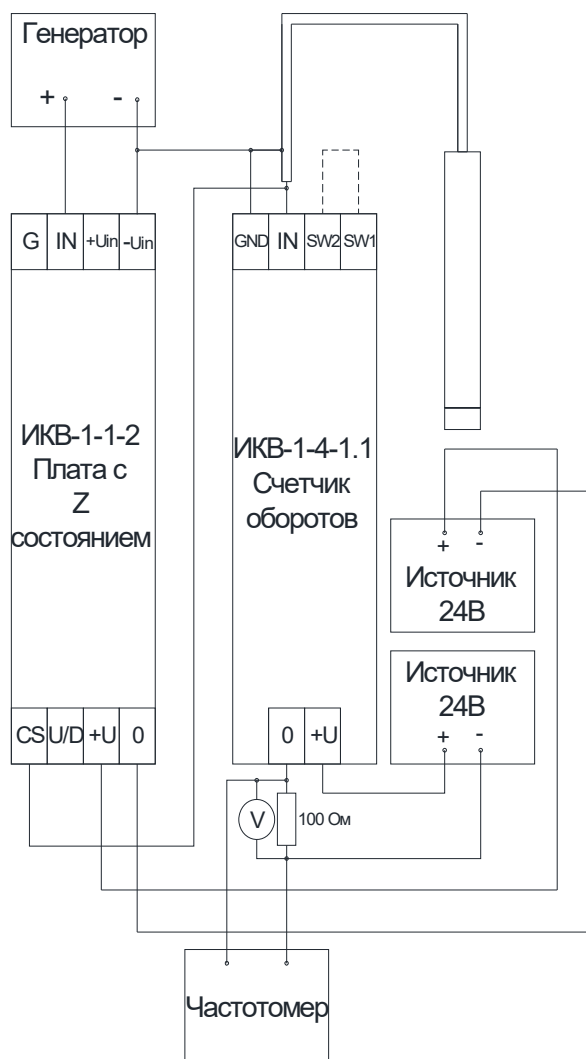 Генератор
+ -
G IN +Uin -Uin
GND IN SW2 SW1
ИКВ-1-1-2
Плата с
Z
состоянием
ИКВ-1-4-1.1
Счетчик
оборотов
+ -
Источник
24В
Источник
24В
+ -
CS U/D +U 0
0 +U
V
100 Ом
Частотомер